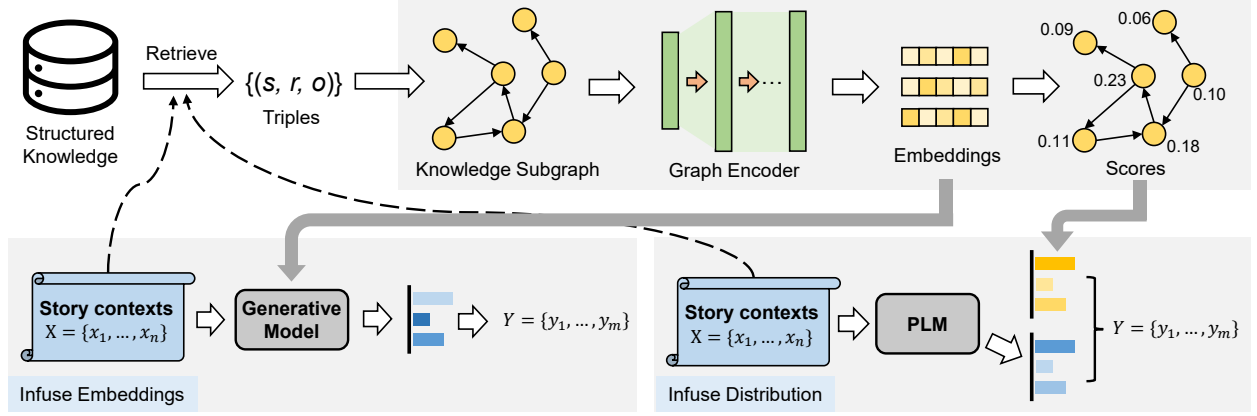 Structured
Knowledge
Retrieve
{(s, r, o)}
Triples
Knowledge Subgraph
Graph Encoder
...
Embeddings
0.09
0.06
0.23
0.10
0.11
0.18
Scores
Story contexts
X = {x₁, ..., xₙ}
Generative
Model
Y = {y₁, ..., yₘ}
Infuse Embeddings
Story contexts
X = {x₁, ..., xₙ}
PLM
Y = {y₁, ..., yₘ}
Infuse Distribution